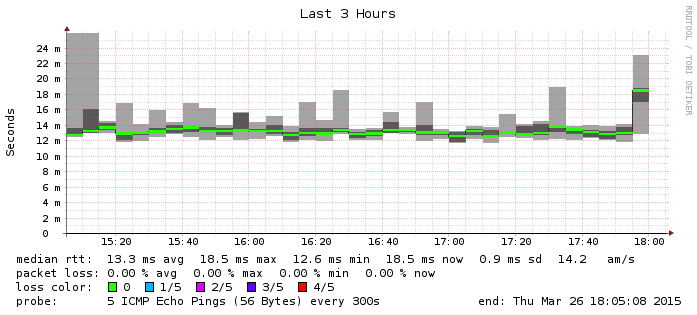 Last 3 Hours
RRDTOOL / TOBI OETIKER
Seconds
24 m
22 m
20 m
18 m
16 m
14 m
12 m
10 m
8 m
6 m
4 m
2 m
0
15:20 15:40 16:00 16:20 16:40 17:00 17:20 17:40 18:00
median rtt: 13.3 ms avg 18.5 ms max 12.6 ms min 18.5 ms now 0.9 ms sd 14.2 am/s
packet loss: 0.00 % avg 0.00 % max 0.00 % min 0.00 % now
loss color: 0 1/5 2/5 3/5 4/5
probe: 5 ICMP Echo Pings (56 Bytes) every 300s end: Thu Mar 26 18:05:08 2015